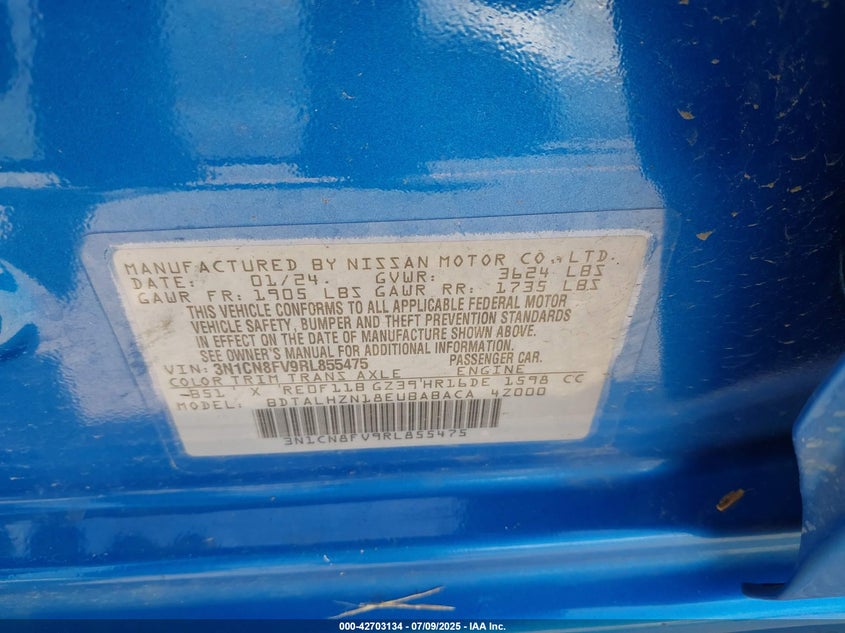 MANUFACTURED BY NISSAN MOTOR CO., LTD.
DATE: 01/24. GVWR: 3624 LBS
GAWR FR: 1905 LBS GAWR RR: 1735 LBS
THIS VEHICLE CONFORMS TO ALL APPLICABLE FEDERAL MOTOR
VEHICLE SAFETY, BUMPER AND THEFT PREVENTION STANDARDS
IN EFFECT ON THE DATE OF MANUFACTURE SHOWN ABOVE.
SEE OWNER'S MANUAL FOR ADDITIONAL INFORMATION.
VIN: 3N1CN8FV9RL855475 PASSENGER CAR.
COLOR TRIM TRANS AXLE ENGINE
B51 X RE0F11B GZ39 HR16DE 1598 CC
MODEL: BDTALHZN18EUBABACA 4Z000
3N1CN8FV9RL855475
000-42703134 - 07/09/2025 - IAA Inc.